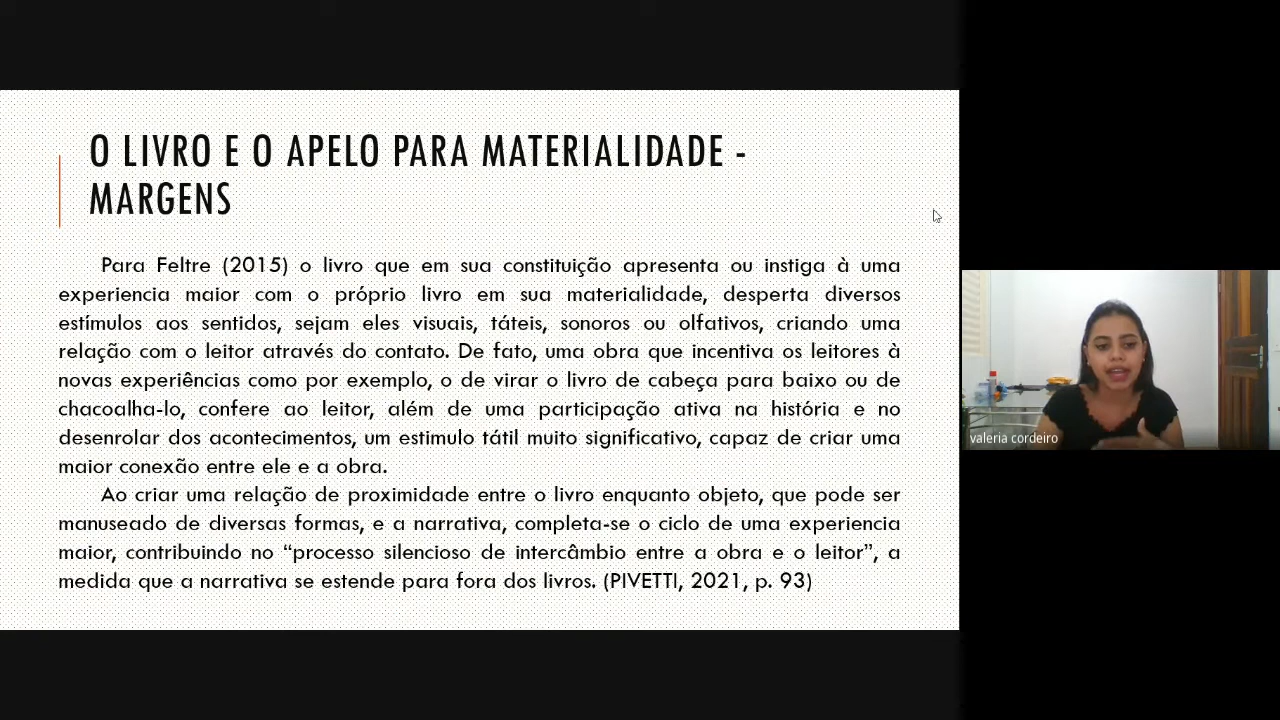 O LIVRO E O APELO PARA MATERIALIDADE -
MARGENS
Para Feltre (2015) o livro que em sua constituição apresenta ou instiga à uma
experiencia maior com o próprio livro em sua materialidade, desperta diversos
estímulos aos sentidos, sejam eles visuais, táteis, sonoros ou olfativos, criando uma
relação com o leitor através do contato. De fato, uma obra que incentiva os leitores à
novas experiências como por exemplo, o de virar o livro de cabeça para baixo ou de
chacoalha-lo, confere ao leitor, além de uma participação ativa na história e no
desenrolar dos acontecimentos, um estimulo tátil muito significativo, capaz de criar uma
maior conexão entre ele e a obra.
Ao criar uma relação de proximidade entre o livro enquanto objeto, que pode ser
manuseado de diversas formas, e a narrativa, completa-se o ciclo de uma experiencia
maior, contribuindo no “processo silencioso de intercâmbio entre a obra e o leitor”, a
medida que a narrativa se estende para fora dos livros. (PIVETTI, 2021, p. 93)
valeria cordeiro